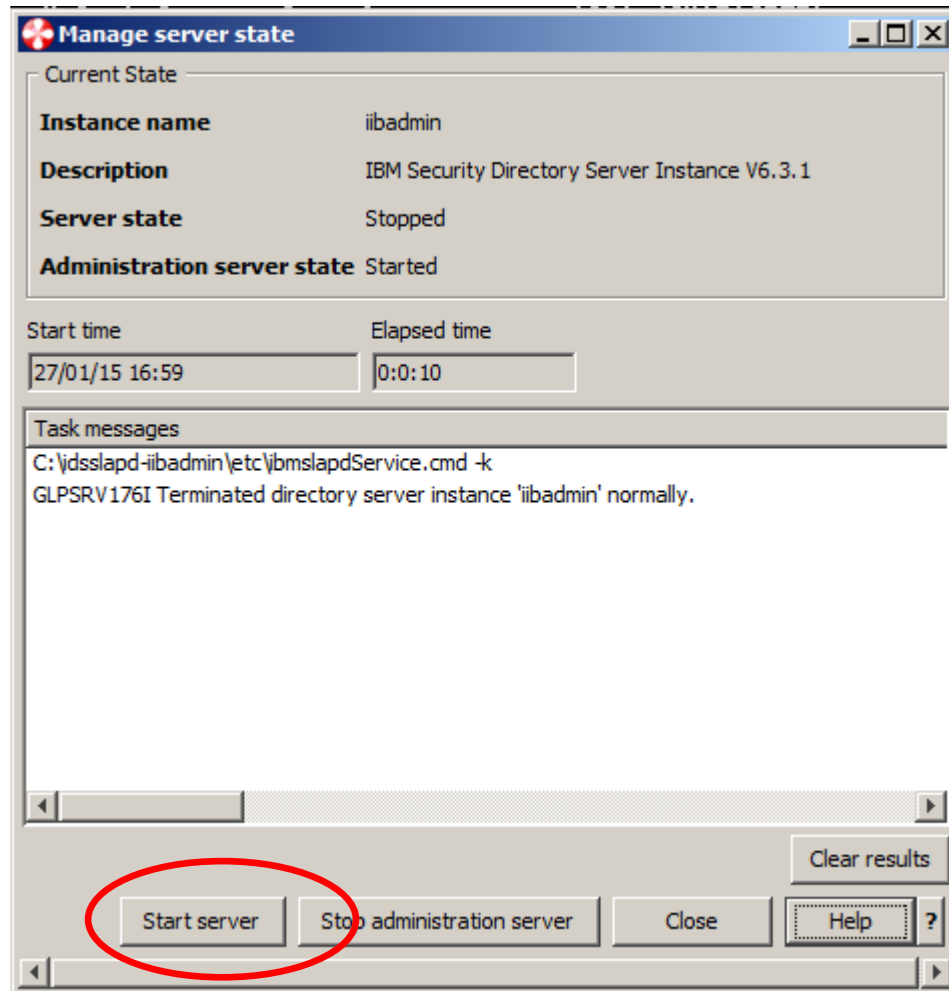 Manage server state
Current State
Instance name iibadmin
Description IBM Security Directory Server Instance V6.3.1
Server state Stopped
Administration server state Started
Start time Elapsed time
27/01/15 16:59 0:0:10
Task messages
C:\idsslapd-iibadmin\etc\ibmslapdService.cmd -k
GLPSRV176I Terminated directory server instance 'iibadmin' normally.
Clear results
Start server Stop administration server Close Help ?